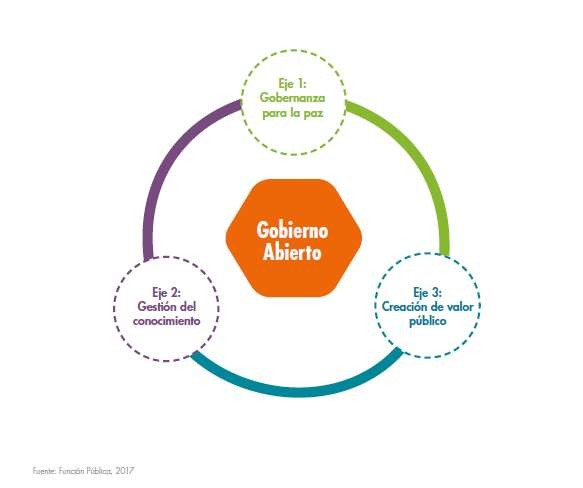 Eje 1:
Gobernanza
para la paz
Gobierno
Abierto
Eje 2:
Gestión del
conocimiento
Eje 3:
Creación de valor
público
Fuente: Función Pública, 2017